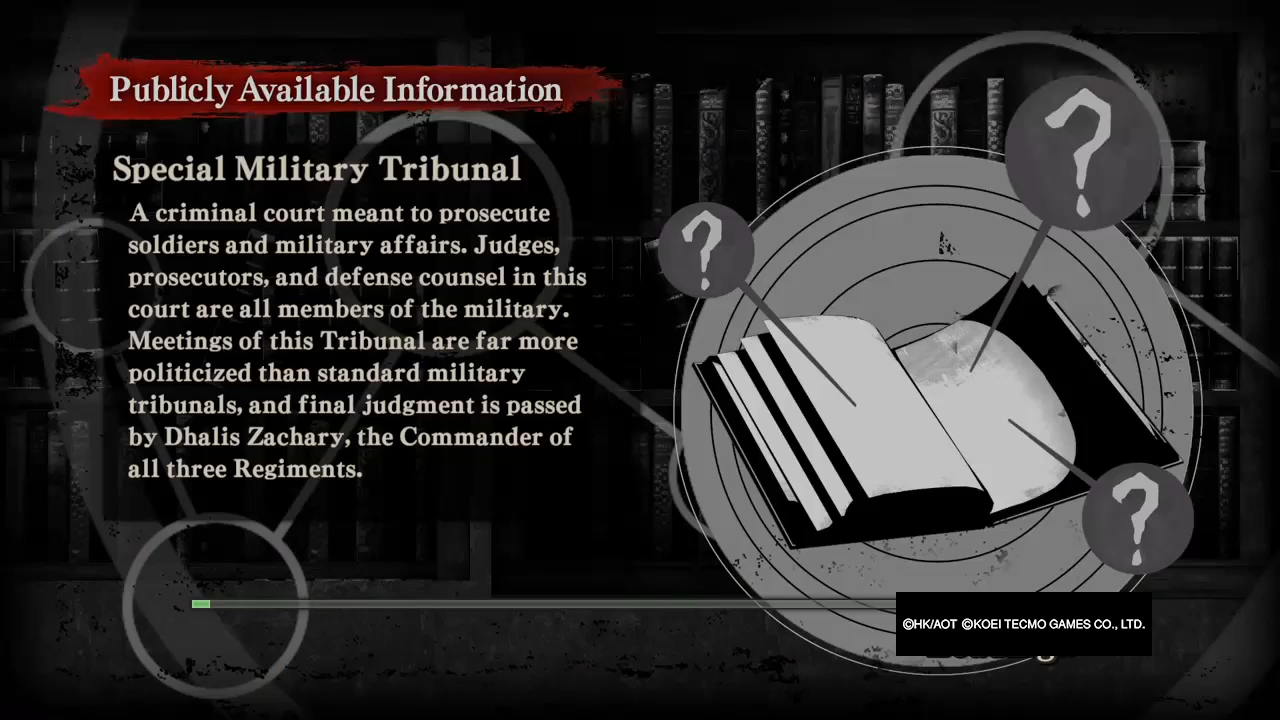 Publicly Available Information
Special Military Tribunal
A criminal court meant to prosecute
soldiers and military affairs. Judges,
prosecutors, and defense counsel in this
court are all members of the military.
Meetings of this Tribunal are far more
politicized than standard military
tribunals, and final judgment is passed
by Dhalis Zachary, the Commander of
all three Regiments.
?
?
?
©HK/AOT ©KOEI TECMO GAMES CO., LTD.